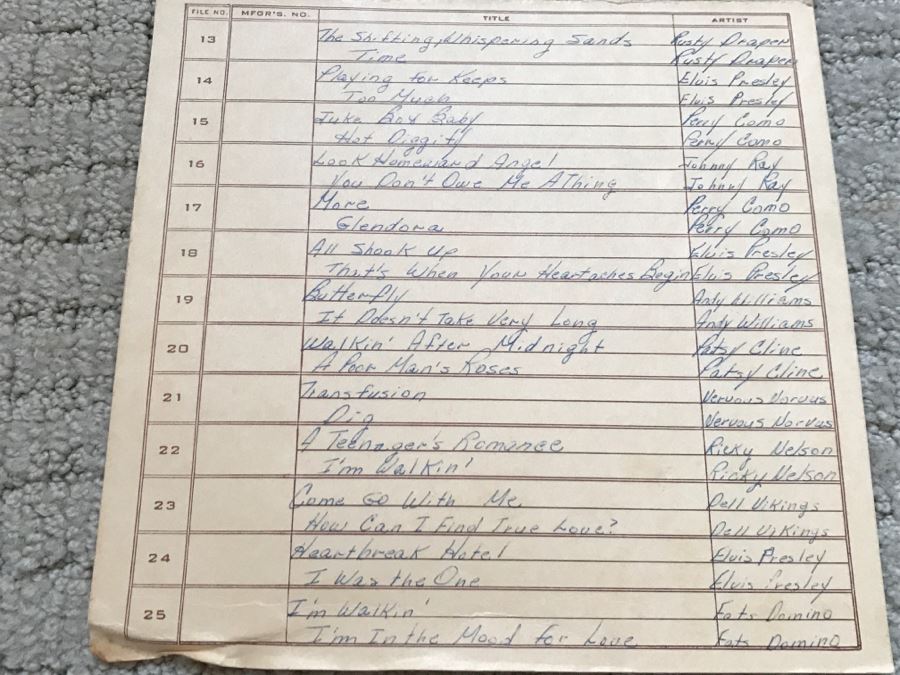 FILE NO. MFGR'S. NO. TITLE ARTIST
13 The Shifting, Whispering Sands Rusty Draper
Time Rusty Draper
14 Playing for Keeps Elvis Presley
Too Much Elvis Presley
15 Juke Box Baby Perry Como
Hot Diggity Perry Como
16 Look Homeward Angel Johnny Ray
You Don't Owe Me A Thing Johnny Ray
17 More Perry Como
Glendora Perry Como
18 All Shook Up Elvis Presley
That's When Your Heartaches Begin Elvis Presley
19 Butterfly Andy Williams
It Doesn't Take Very Long Andy Williams
20 Walkin' After Midnight Patsy Cline
A Poor Man's Roses Patsy Cline
21 Transfusion Nervous Norvus
Dig Nervous Norvus
22 A Teenager's Romance Ricky Nelson
I'm Walkin' Ricky Nelson
23 Come Go With Me Dell Vikings
How Can I Find True Love? Dell Vikings
24 Heartbreak Hotel Elvis Presley
I Was the One Elvis Presley
25 I'm Walkin' Fats Domino
I'm In the Mood for Love Fats Domino